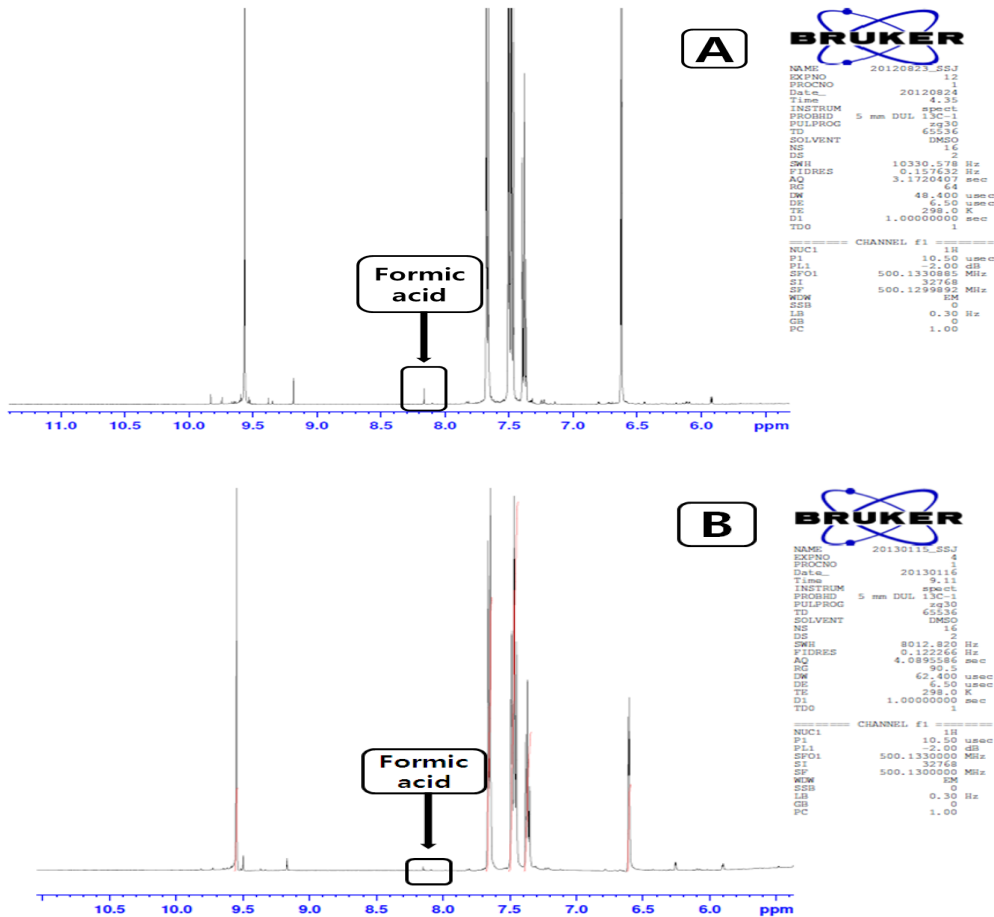 A
BRUKER
NAME 20120823_SSJ
EXPNO 12
PROCNO 1
Date_ 20120824
Time 4.35
INSTRUM spect
PROBHD 5 mm DUL 13C-1
PULPROG zg30
TD 65536
SOLVENT DMSO
NS 16
DS 2
SWH 10330.578 Hz
FIDRES 0.157632 Hz
AQ 3.1720407 sec
RG 64
DW 48.400 usec
DE 6.50 usec
TE 298.0 K
D1 1.00000000 sec
TD0 1
======== CHANNEL f1 ========
NUC1 1H
P1 10.50 usec
PL1 -2.00 dB
SFO1 500.1330885 MHz
SI 32768
SF 500.1299892 MHz
WDW EM
SSB 0
LB 0.30 Hz
GB 0
PC 1.00
Formic
acid
11.0 10.5 10.0 9.5 9.0 8.5 8.0 7.5 7.0 6.5 6.0 ppm
B
BRUKER
NAME 20130115_SSJ
EXPNO 4
PROCNO 1
Date_ 20130116
Time 9.11
INSTRUM spect
PROBHD 5 mm DUL 13C-1
PULPROG zg30
TD 65536
SOLVENT DMSO
NS 16
DS 2
SWH 8012.820 Hz
FIDRES 0.122266 Hz
AQ 4.0895586 sec
RG 90.5
DW 62.400 usec
DE 6.50 usec
TE 298.0 K
D1 1.00000000 sec
TD0 1
======== CHANNEL f1 ========
NUC1 1H
P1 10.50 usec
PL1 -2.00 dB
SFO1 500.1330000 MHz
SI 32768
SF 500.1300000 MHz
WDW EM
SSB 0
LB 0.30 Hz
GB 0
PC 1.00
Formic
acid
10.5 10.0 9.5 9.0 8.5 8.0 7.5 7.0 6.5 6.0 ppm